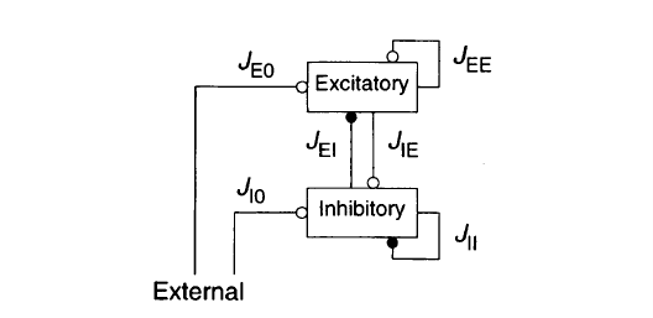 J_E0
Excitatory
J_EE
J_EI
J_IE
J_I0
Inhibitory
J_II
External